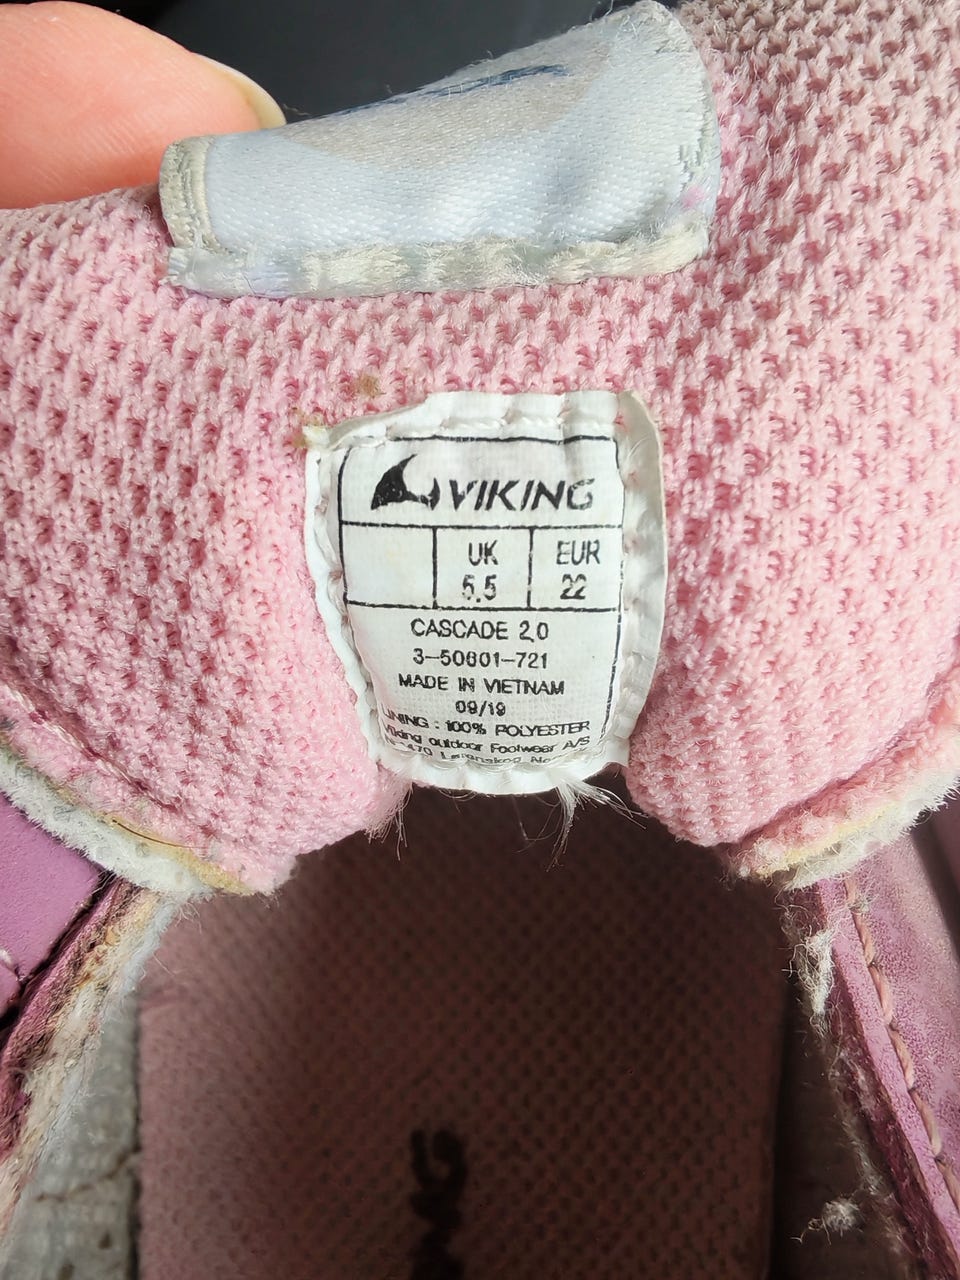 VIKING
UK EUR
5.5 22
CASCADE 2.0
3-50601-721
MADE IN VIETNAM
09/19
LINING : 100% POLYESTER
Viking outdoor Footwear A/S